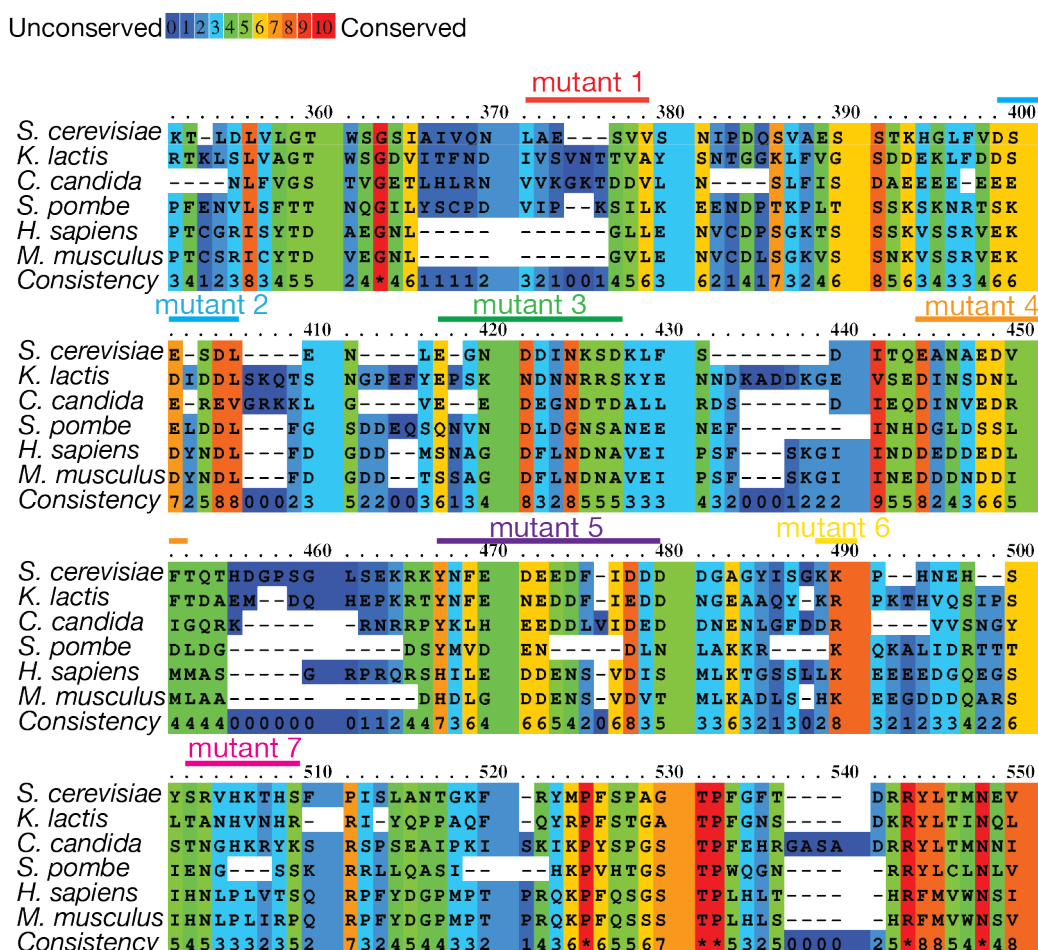 Unconserved 0 1 2 3 4 5 6 7 8 9 10 Conserved
mutant 1
360 370 380 390 400
S. cerevisiae KT-LDLVLGT WSGSIAIVQN LAE---SVVS NIPDQSVAES STKHGLFVDS
K. lactis RTKLSLVAGT WSGDVITFND IVSVNTTVAY SNTGGKLFVG SDDEKLFDDS
C. candida ----NLFVGS TVGETLHLRN VVKGKTDDVL N----SLFIS DAEEEE-EEE
S. pombe PFENVLSFTT NQGILYSCPD VIP--KSILK EENDPTKPLT SSKSKNRTSK
H. sapiens PTCGRISYTD AEGNL----- ------GLLE NVCDPSGKTS SSKVSSRVEK
M. musculus PTCSRICYTD VEGNL----- ------GVLE NVCDLSGKVS SNKVSSRVEK
Consistency 3412383455 24*4611112 3210014563 6214173246 8563433466
mutant 2 mutant 3 mutant 4
410 420 430 440 450
S. cerevisiae E-SDL----E N----LE-GN DDINKSDKLF S--------D ITQEANAEDV
K. lactis DIDDLSKQTS NGPEFYEPSK NDNNRRSKYE NNDKADDKGE VSEDINSDNL
C. candida E-REVGRKKL G----VE--E DEGNDTDALL RDS------D IEQDINVEDR
S. pombe ELDDL---FG SDDEQSQNVN DLDGNSANEE NEF------- INHDGLDSSL
H. sapiens DYNDL---FD GDD--MSNAG DFLNDNAVEI PSF---SKGI INDDEDDEDL
M. musculus DYNDL---FD GDD--TSSAG DFLNDNAVEI PSF---SKGI INEDDDNDDI
Consistency 7258800023 5220036134 8328555333 4320001222 9558243665
mutant 5 mutant 6
460 470 480 490 500
S. cerevisiae FTQTHDGPSG LSEKRKYNFE DEEDF-IDDD DGAGYISGKK P--HNEH--S
K. lactis FTDAEM--DQ HEPKRTYNFE NEDDF-IEDD NGEAAQY-KR PKTHVQSIPS
C. candida IGQRK----- -RNRRPYKLH EEDDLVIDED DNENLGFDDR ----VVSNGY
S. pombe DLDG------ ----DSYMVD EN-----DLN LAKKR----K QKALIDRTTT
H. sapiens MMAS-----G RPRQRSHILE DDENS-VDIS MLKTGSSLLK EEEEDGQEGS
M. musculus MLAA------ -----DHDLG DDENS-VDVT MLKADLS-HK EEGDDDQARS
Consistency 4444000000 0112447364 6654206835 3363213028 3212334226
mutant 7
510 520 530 540 550
S. cerevisiae YSRVHKTHSF PISLANTGKF -RYMPFSPAG TPFGFT---- DRRYLTMNEV
K. lactis LTANHVNHR- RI-YQPPAQF -QYRPFSTGA TPFGNS---- DKRYLTINQL
C. candida STNGHKRYKS RSPSEAIPKI SKIKPYSPGS TPFEHRGASA DRRYLTMNNI
S. pombe IENG---SSK RRLLQASI-- --HKPVHTGS TPWQGN---- -RRYLCLNLV
H. sapiens IHNLPLVTSQ RPFYDGPMPT PRQKPFQSGS TPLHLT---- -HRFMVWNSI
M. musculus IHNLPLIRPQ RPFYDGPMPT PRQKPFQSGS TPLHLS---- -HRFMVWNSV
Consistency 5453332352 7324544332 1436*65567 **53250000 25*8854*48